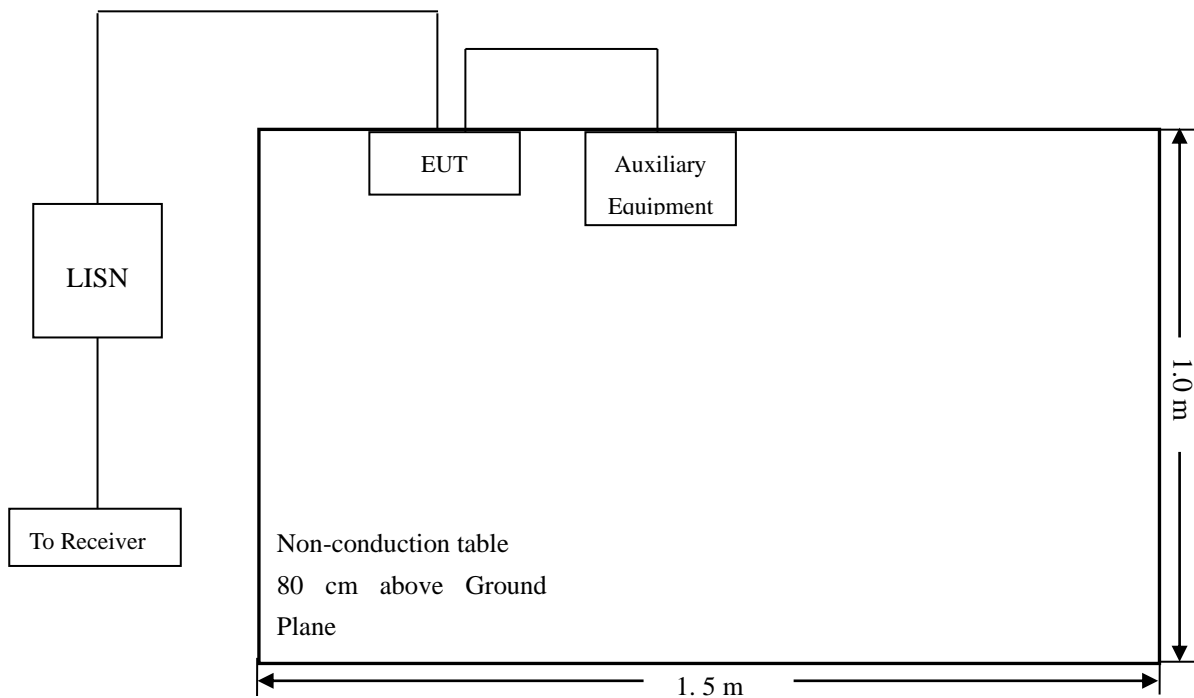 EUT
Auxiliary
Equipment
LISN
1.0 m
To Receiver
Non-conduction table
80 cm above Ground
Plane
1. 5 m